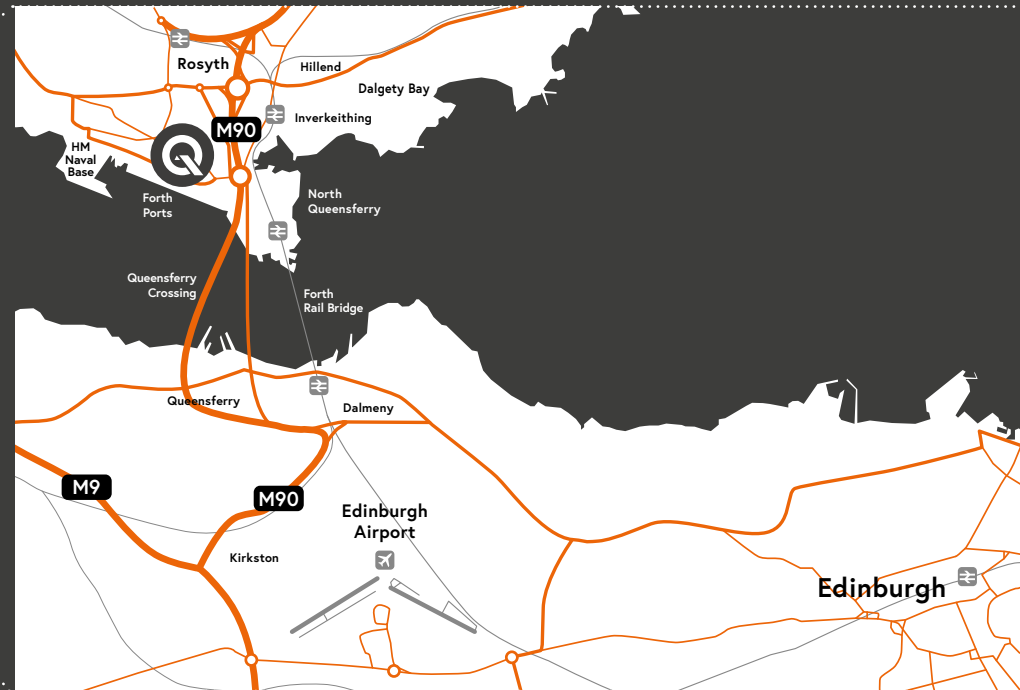 Rosyth
Hillend
Dalgety Bay
Inverkeithing
M90
HM
Naval
Base
Forth
Ports
North
Queensferry
Queensferry
Crossing
Forth
Rail Bridge
Queensferry
Dalmeny
M9
M90
Edinburgh
Airport
Kirkston
Edinburgh